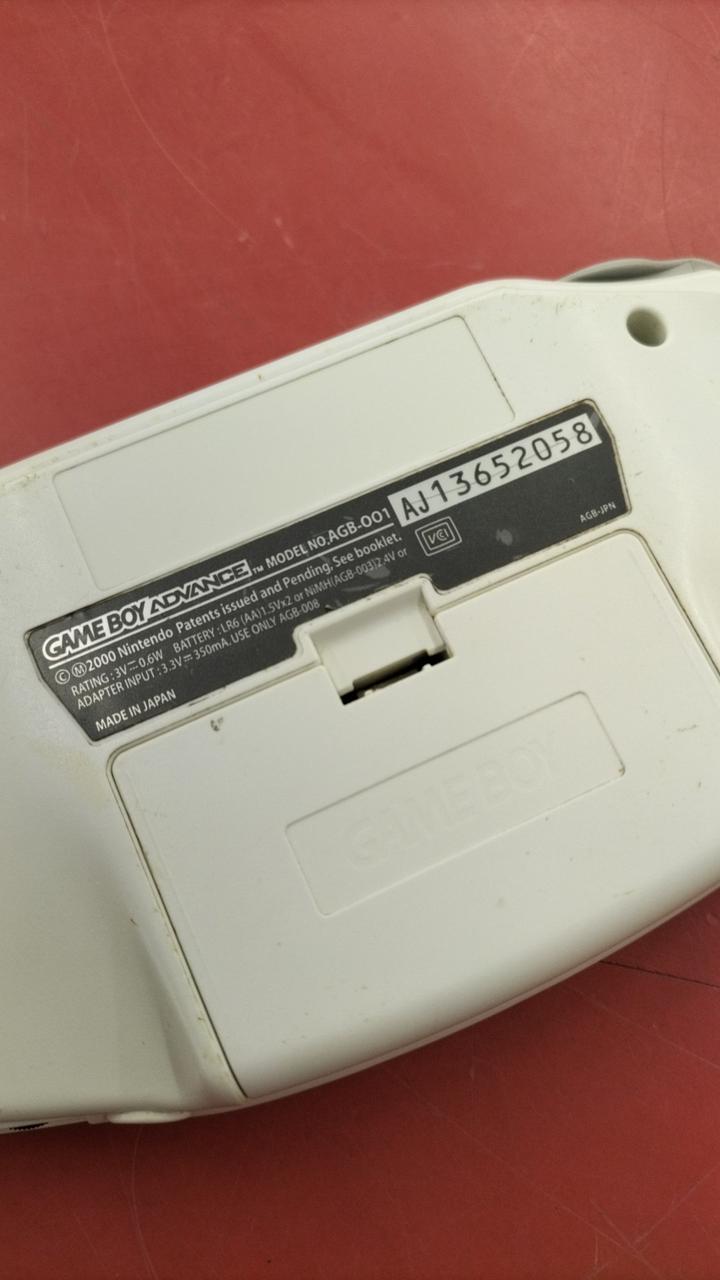 GAME BOY ADVANCE™ MODEL NO.AGB-001 AJ13652058
©Ⓜ2000 Nintendo Patents issued and Pending. See booklet.
RATING : 3V⎓0.6W BATTERY : LR6 (AA)1.5V×2 or NiMH(AGB-003)2.4V or
ADAPTER INPUT : 3.3V⎓350mA. USE ONLY AGB-008
VCI
AGB-JPN
MADE IN JAPAN
GAME BOY